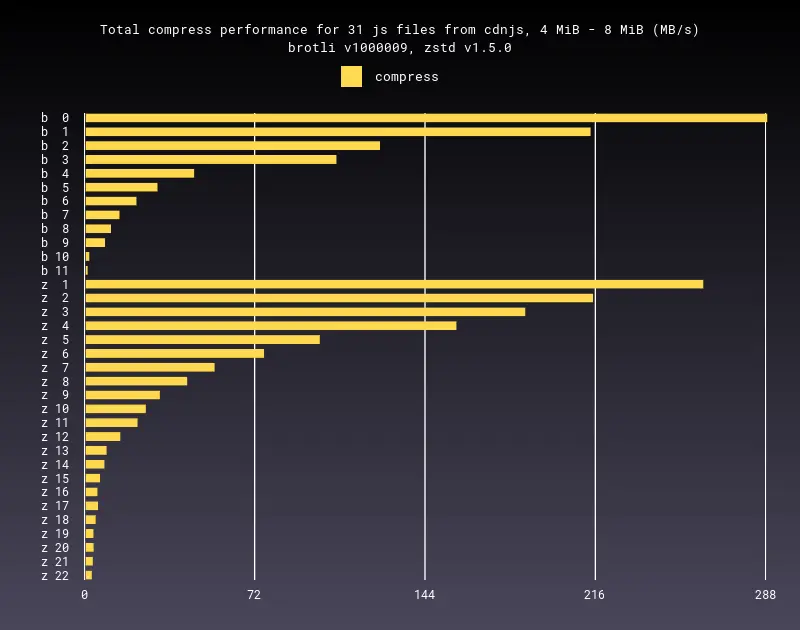 Total compress performance for 31 js files from cdnjs, 4 MiB - 8 MiB (MB/s)
brotli v1000009, zstd v1.5.0
compress
b 0
b 1
b 2
b 3
b 4
b 5
b 6
b 7
b 8
b 9
b 10
b 11
z 1
z 2
z 3
z 4
z 5
z 6
z 7
z 8
z 9
z 10
z 11
z 12
z 13
z 14
z 15
z 16
z 17
z 18
z 19
z 20
z 21
z 22
0 72 144 216 288